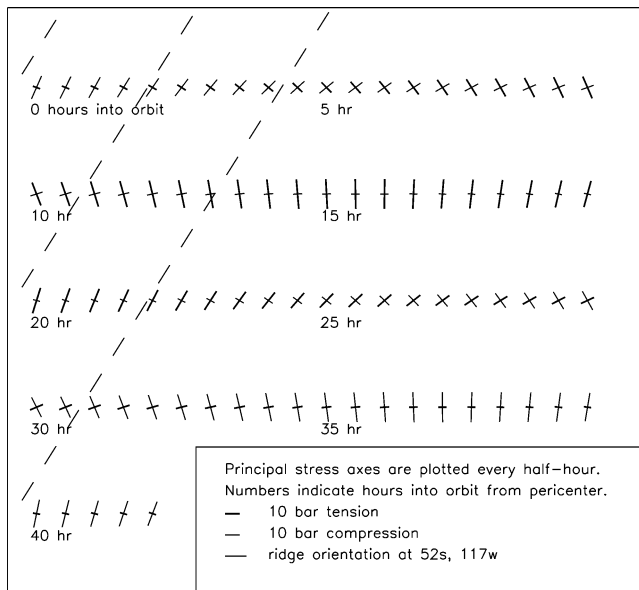 0 hours into orbit
5 hr
10 hr
15 hr
20 hr
25 hr
30 hr
35 hr
40 hr
Principal stress axes are plotted every half-hour.
Numbers indicate hours into orbit from pericenter.
10 bar tension
10 bar compression
ridge orientation at 52s, 117w